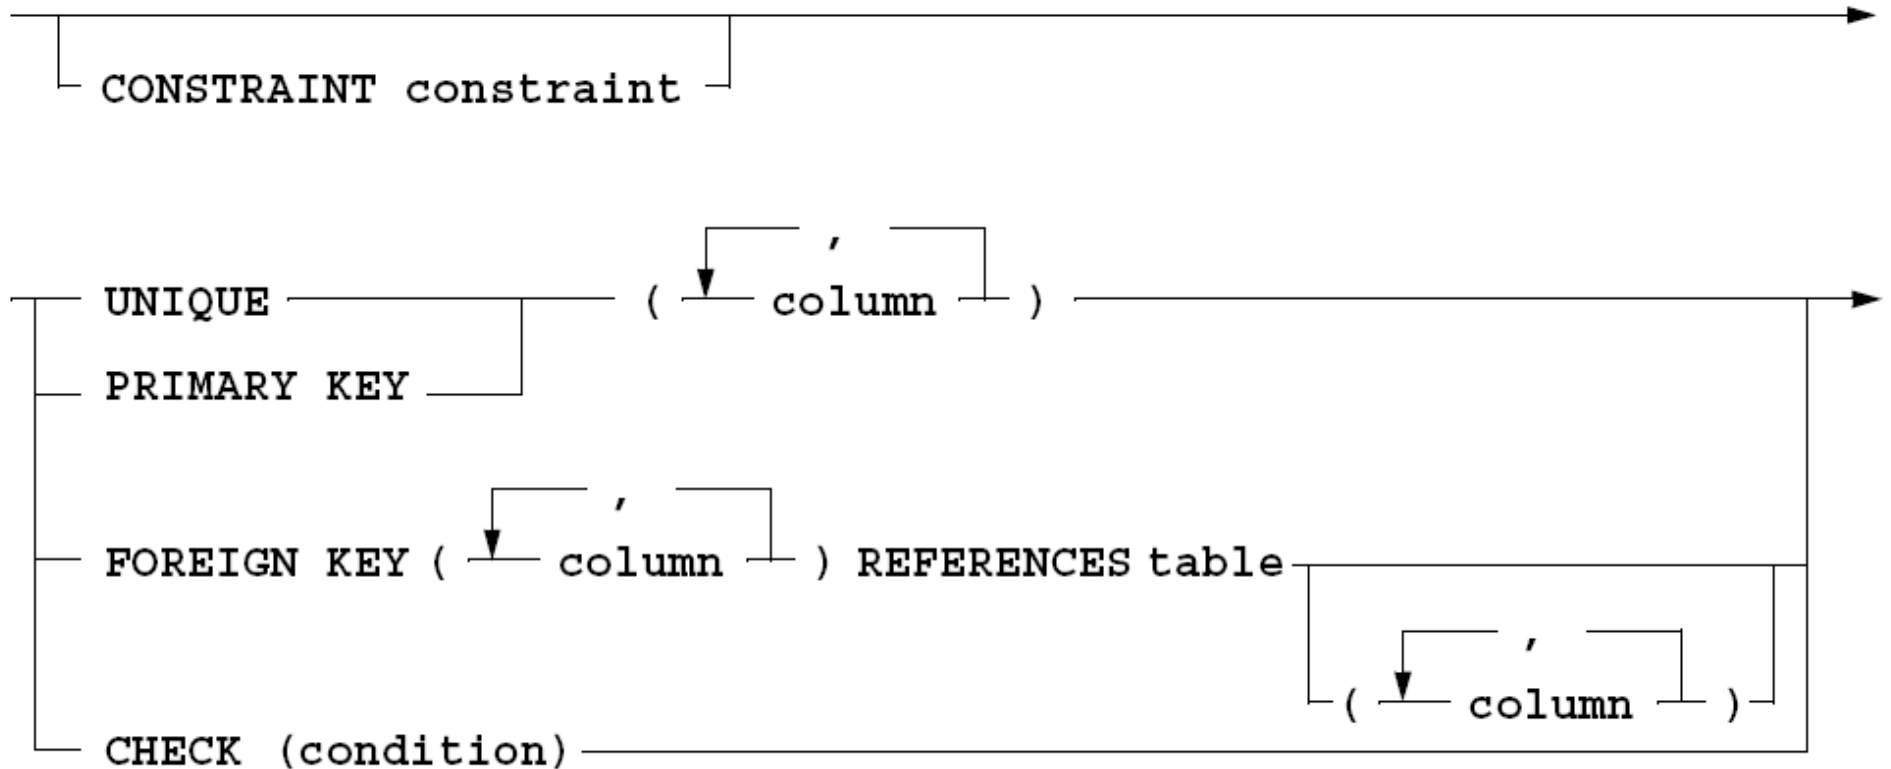 CONSTRAINT constraint
,
UNIQUE ( column )
PRIMARY KEY
,
FOREIGN KEY ( column ) REFERENCES table
,
( column )
CHECK (condition)